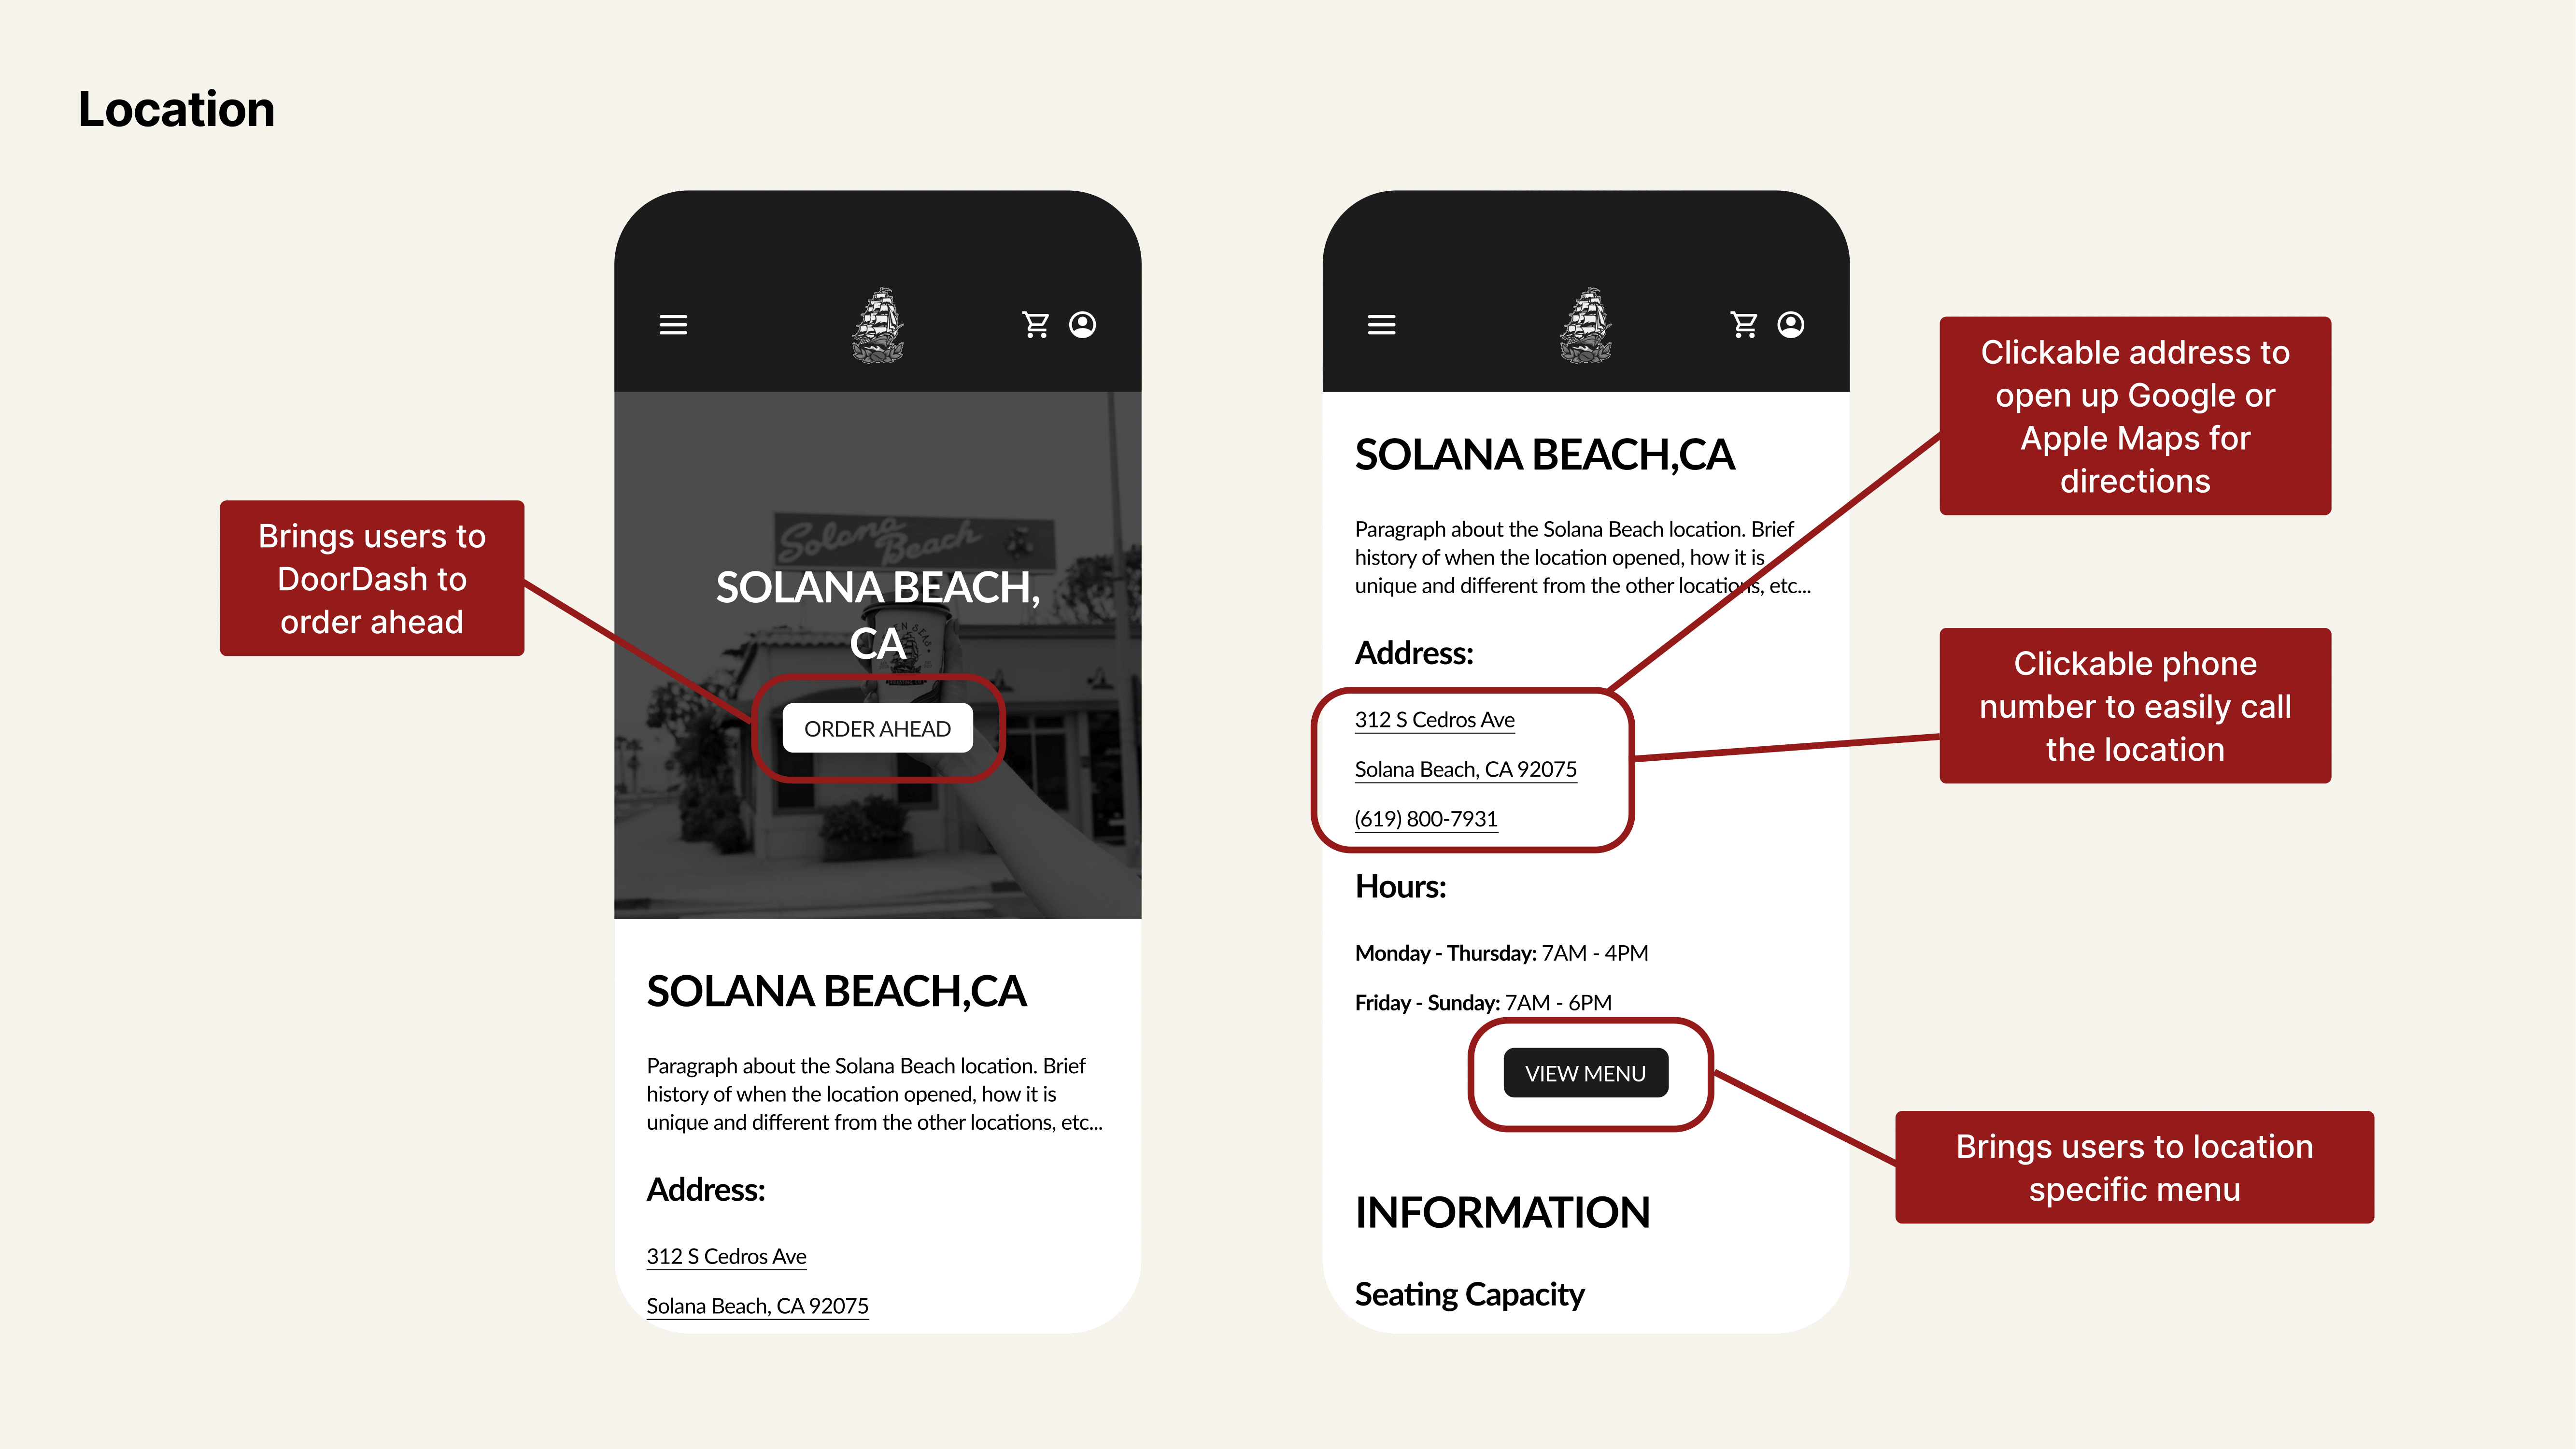 Location
Brings users to
DoorDash to
order ahead
Solana
Beach
SOLANA BEACH,
CA
ORDER AHEAD
SOLANA BEACH,CA
Paragraph about the Solana Beach location. Brief
history of when the location opened, how it is
unique and different from the other locations, etc...
Address:
312 S Cedros Ave
Solana Beach, CA 92075
SOLANA BEACH,CA
Paragraph about the Solana Beach location. Brief
history of when the location opened, how it is
unique and different from the other locations, etc...
Address:
312 S Cedros Ave
Solana Beach, CA 92075
(619) 800-7931
Hours:
Monday - Thursday: 7AM - 4PM
Friday - Sunday: 7AM - 6PM
VIEW MENU
INFORMATION
Seating Capacity
Clickable address to
open up Google or
Apple Maps for
directions
Clickable phone
number to easily call
the location
Brings users to location
specific menu